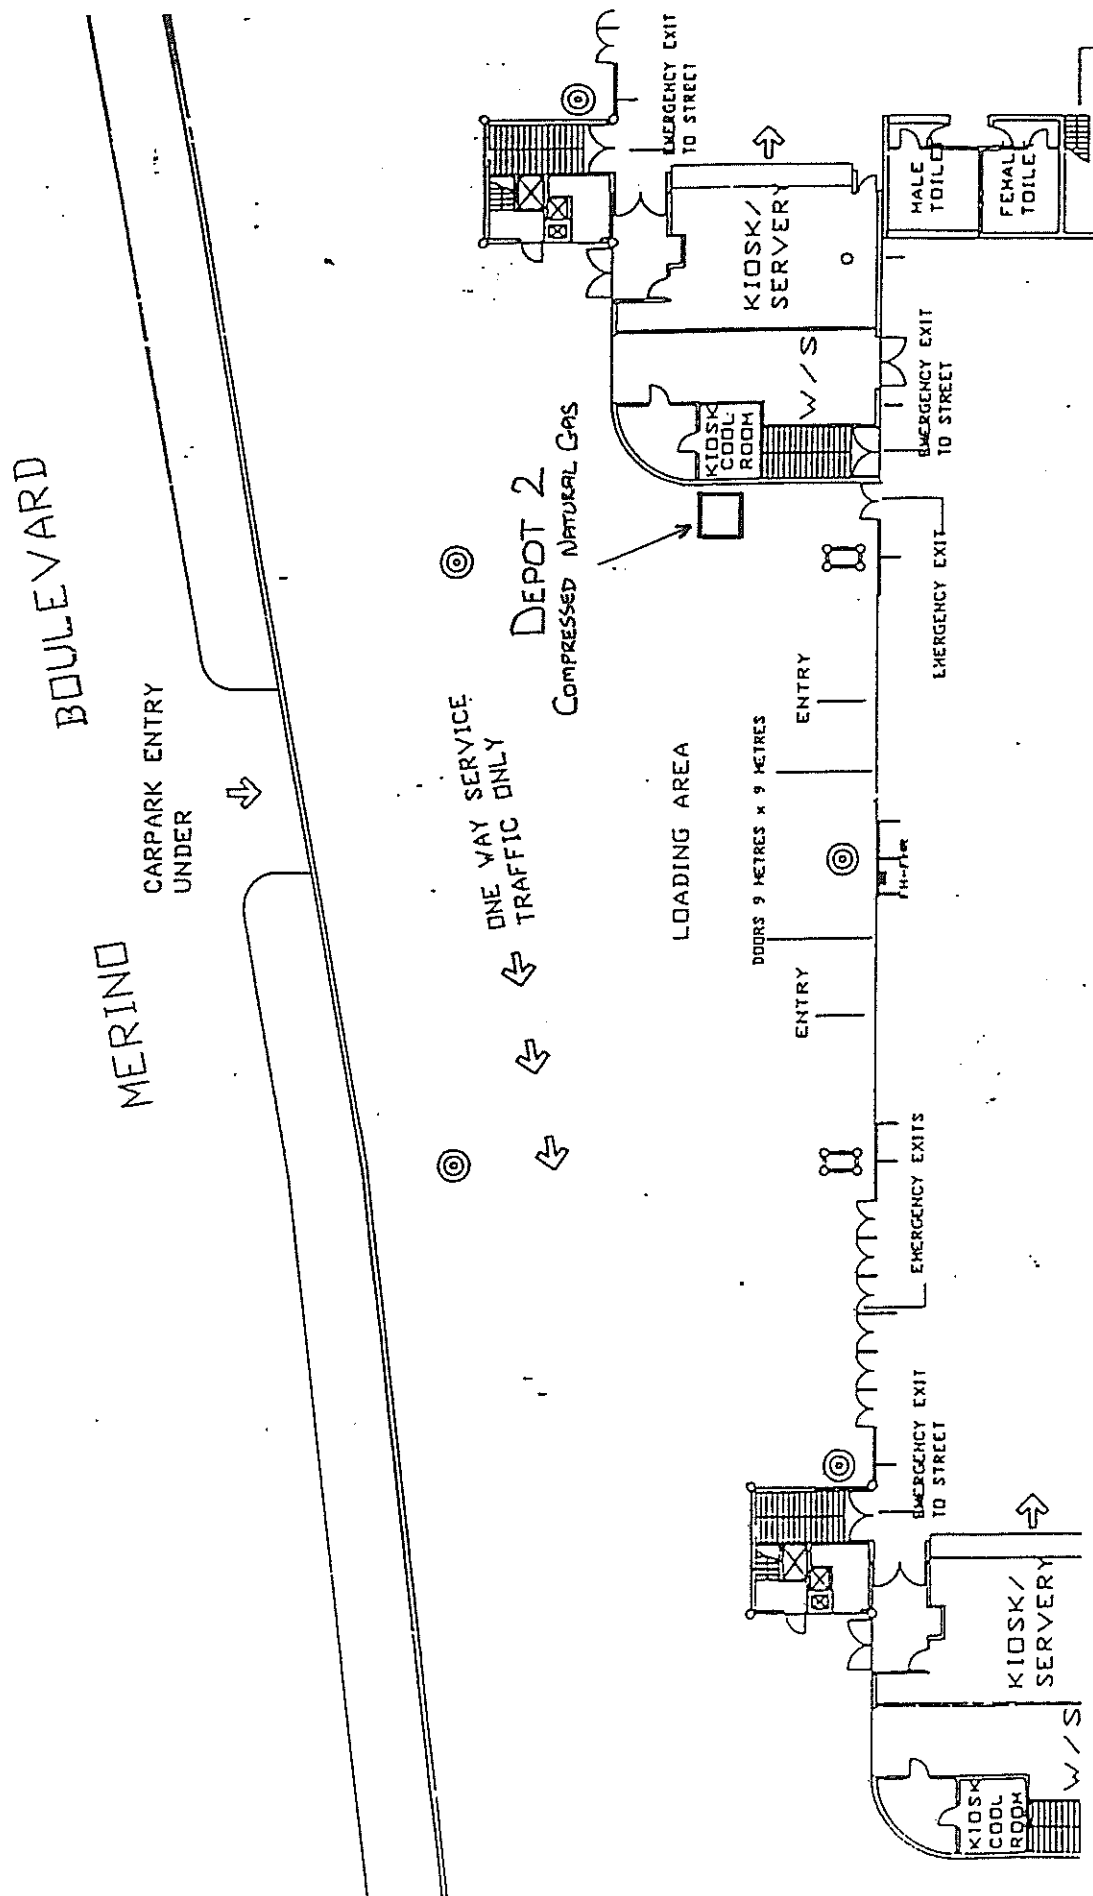 EMERGENCY EXIT
TO STREET
MALE
TOILE
FEMAL
TOILE
KIOSK/
SERVERY
W/S
KIOSK
COOL
ROOM
EMERGENCY EXIT
TO STREET
EMERGENCY EXIT
DEPOT 2
COMPRESSED NATURAL GAS
BOULEVARD
MERINO
CARPARK ENTRY
UNDER
ONE WAY SERVICE
TRAFFIC ONLY
LOADING AREA
ENTRY
DOORS 9 METRES x 9 METRES
ENTRY
EMERGENCY EXITS
EMERGENCY EXIT
TO STREET
KIOSK/
SERVERY
W/S
KIOSK
COOL
ROOM